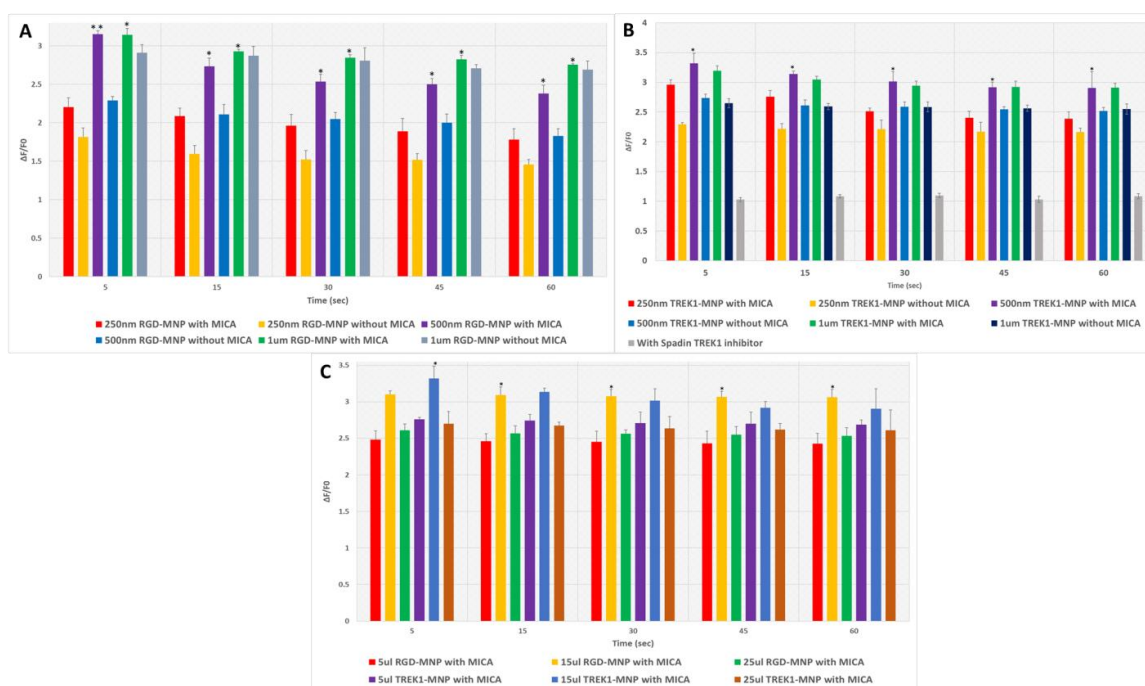 A
** * * * * * * * * *
3
2.5
2
1.5
1
0.5
0
ΔF/F0
5 15 30 45 60
Time (sec)
250nm RGD-MNP with MICA 250nm RGD-MNP without MICA 500nm RGD-MNP with MICA
500nm RGD-MNP without MICA 1um RGD-MNP with MICA 1um RGD-MNP without MICA
B
* * * * *
4
3.5
3
2.5
2
1.5
1
0.5
0
ΔF/F0
5 15 30 45 60
Time (sec)
250nm TREK1-MNP with MICA 250nm TREK1-MNP without MICA 500nm TREK1-MNP with MICA
500nm TREK1-MNP without MICA 1um TREK1-MNP with MICA 1um TREK1-MNP without MICA
With Spadin TREK1 inhibitor
C
* * * * *
3.5
3
2.5
2
1.5
1
0.5
0
ΔF/F0
5 15 30 45 60
Time (sec)
5ul RGD-MNP with MICA 15ul RGD-MNP with MICA 25ul RGD-MNP with MICA
5ul TREK1-MNP with MICA 15ul TREK1-MNP with MICA 25ul TREK1-MNP with MICA